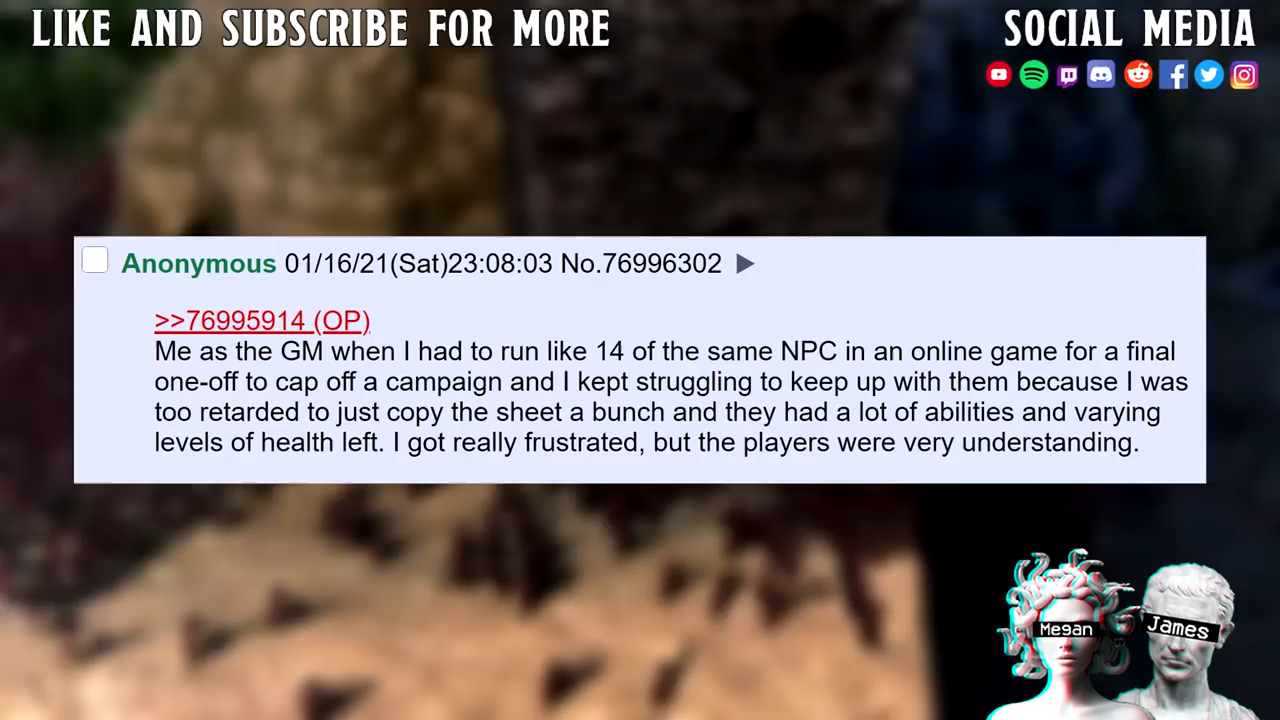 LIKE AND SUBSCRIBE FOR MORE
SOCIAL MEDIA
Anonymous 01/16/21(Sat)23:08:03 No.76996302 ▶
>>76995914 (OP)
Me as the GM when I had to run like 14 of the same NPC in an online game for a final
one-off to cap off a campaign and I kept struggling to keep up with them because I was
too retarded to just copy the sheet a bunch and they had a lot of abilities and varying
levels of health left. I got really frustrated, but the players were very understanding.
Megan
James